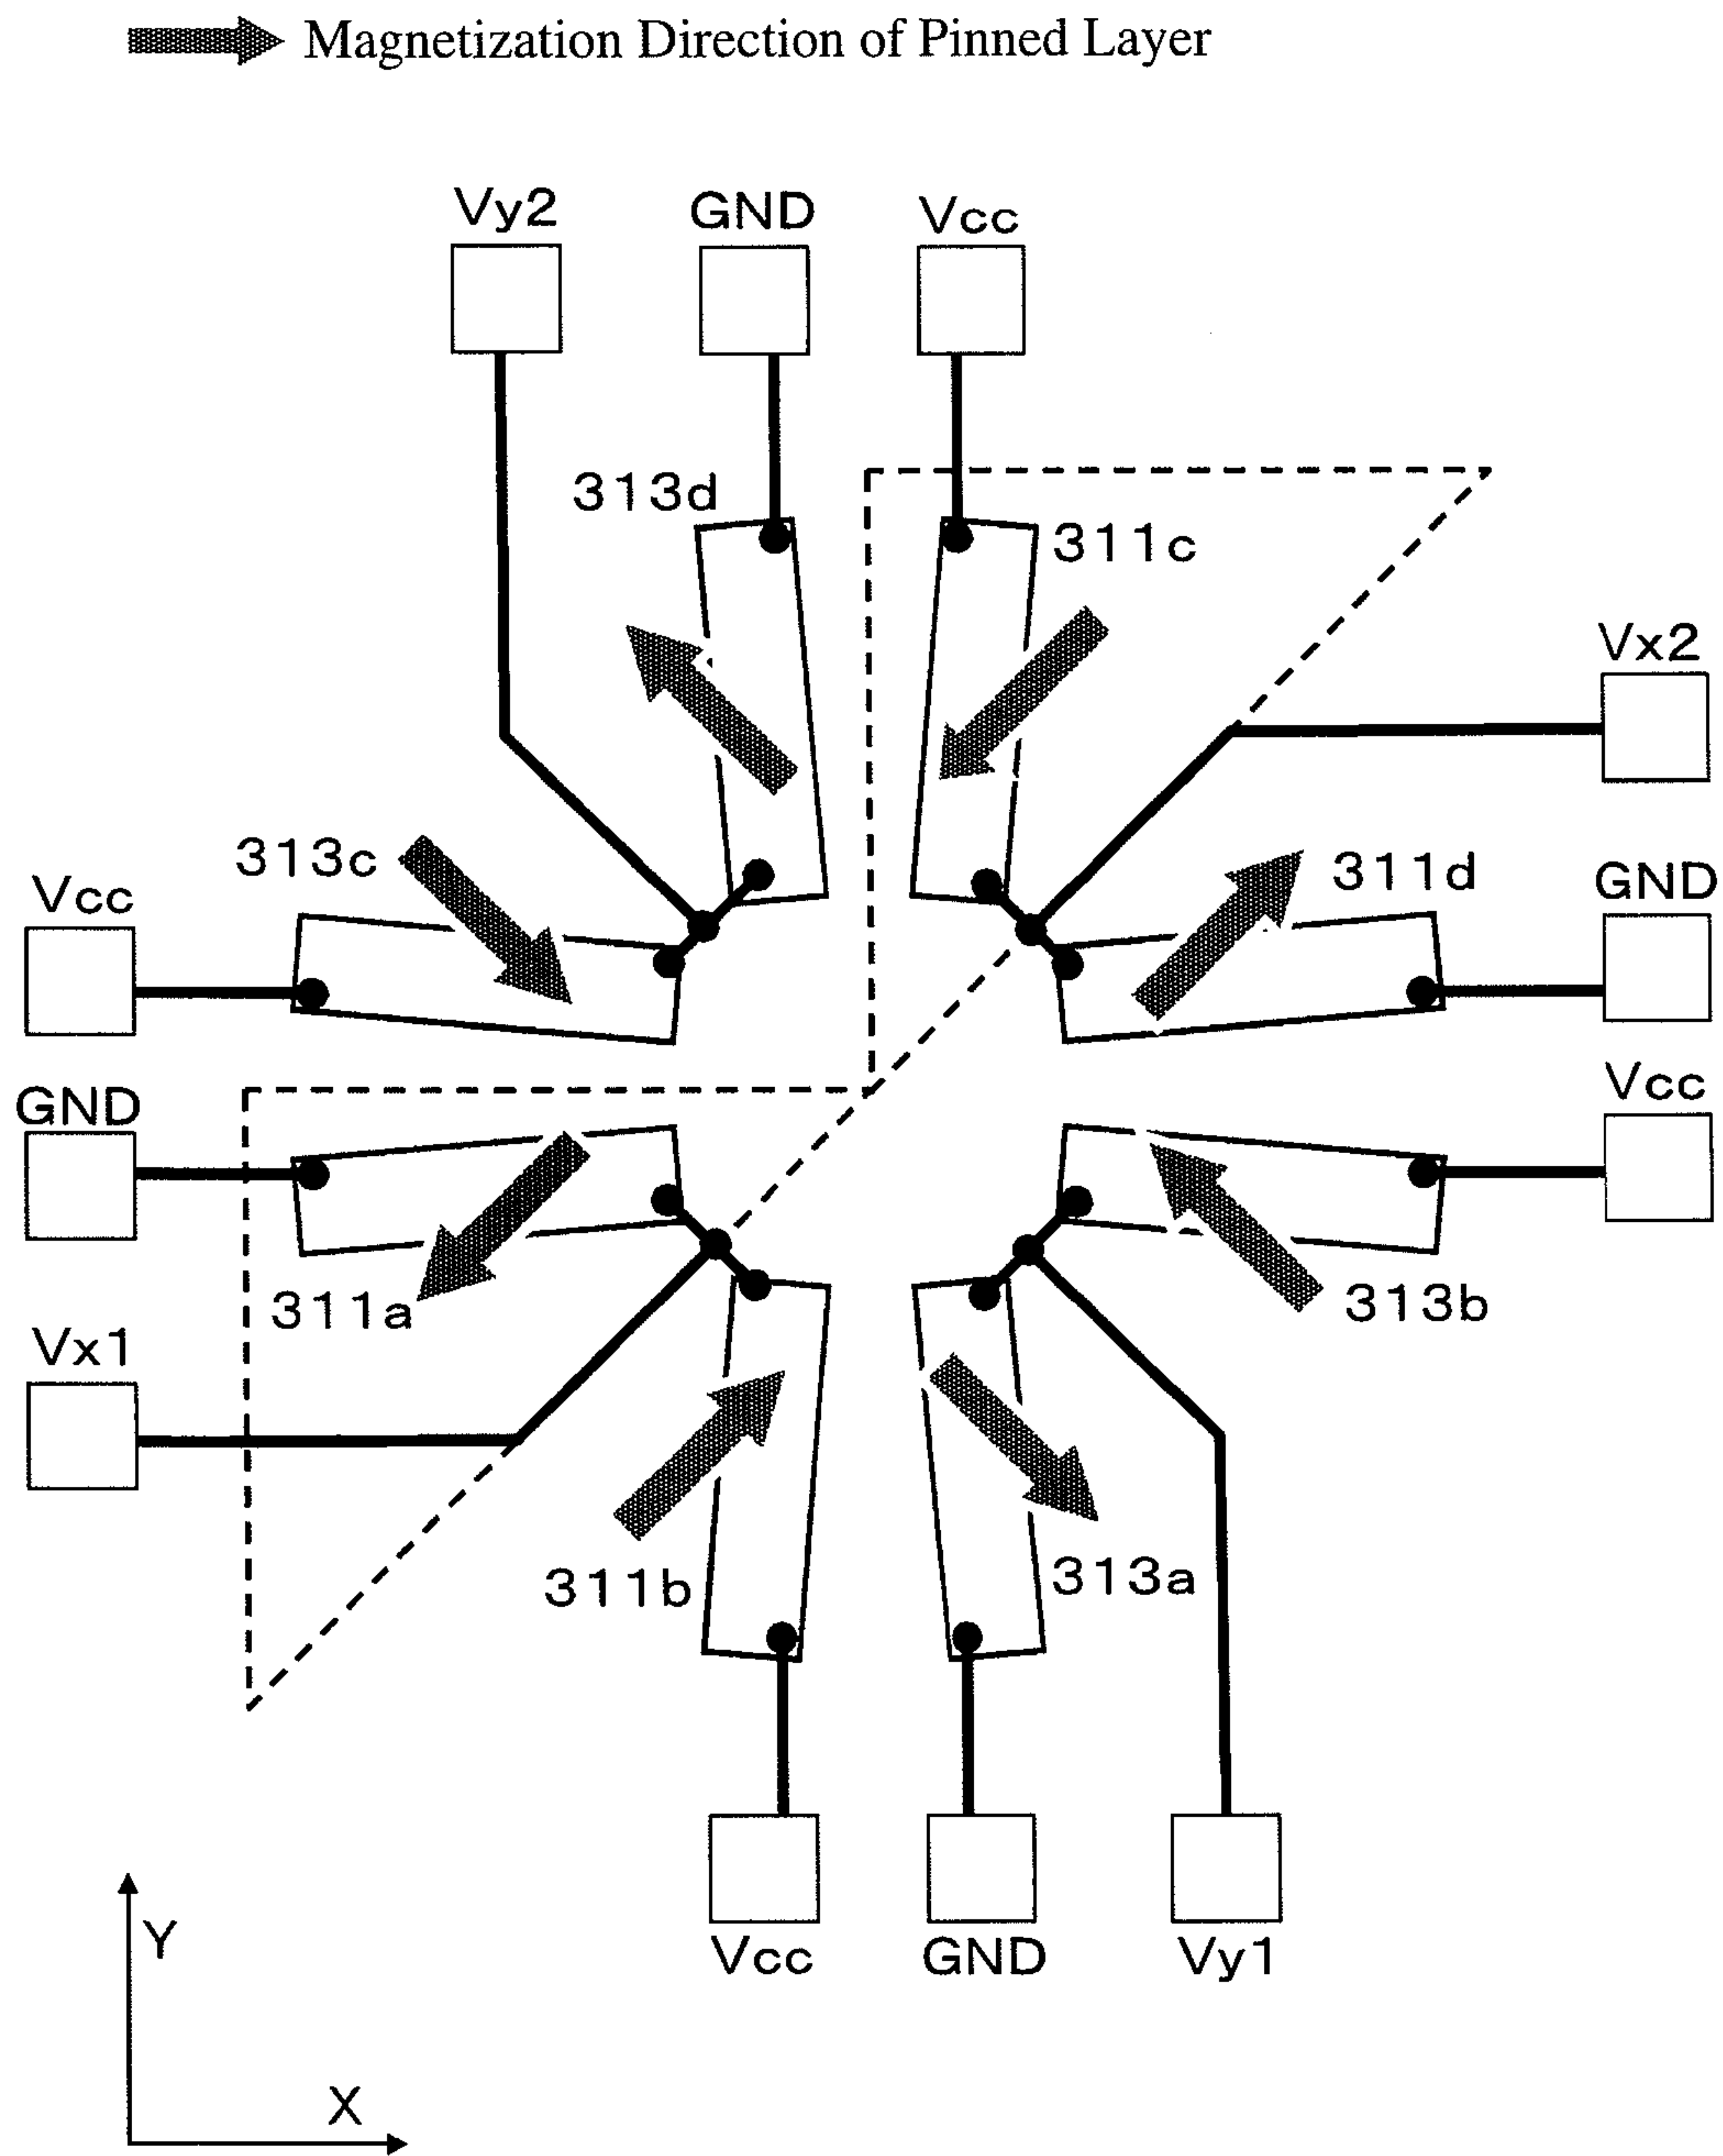 Magnetization Direction of Pinned Layer
Vy2
GND
Vcc
313d
311c
Vx2
313c
311d
Vcc
GND
GND
Vcc
311a
313b
Vx1
311b
313a
Vcc
GND
Vy1
Y
X